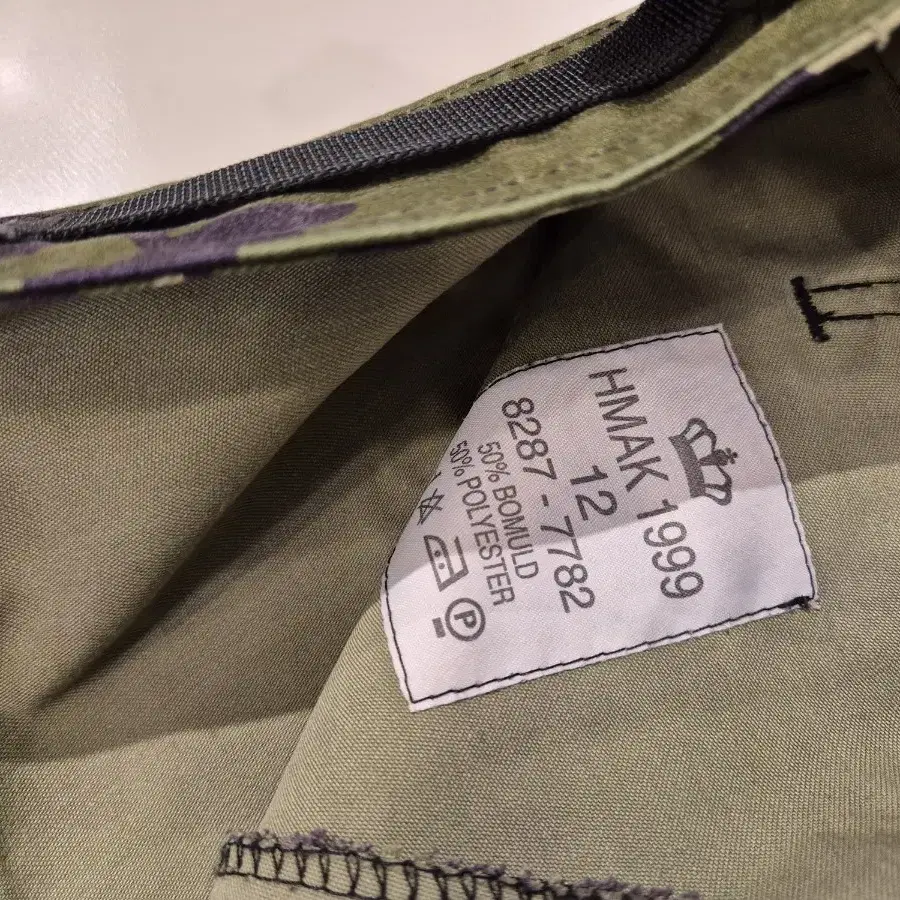 HMAK 1999
12
8287 - 7782
50% BOMULD
50% POLYESTER
P